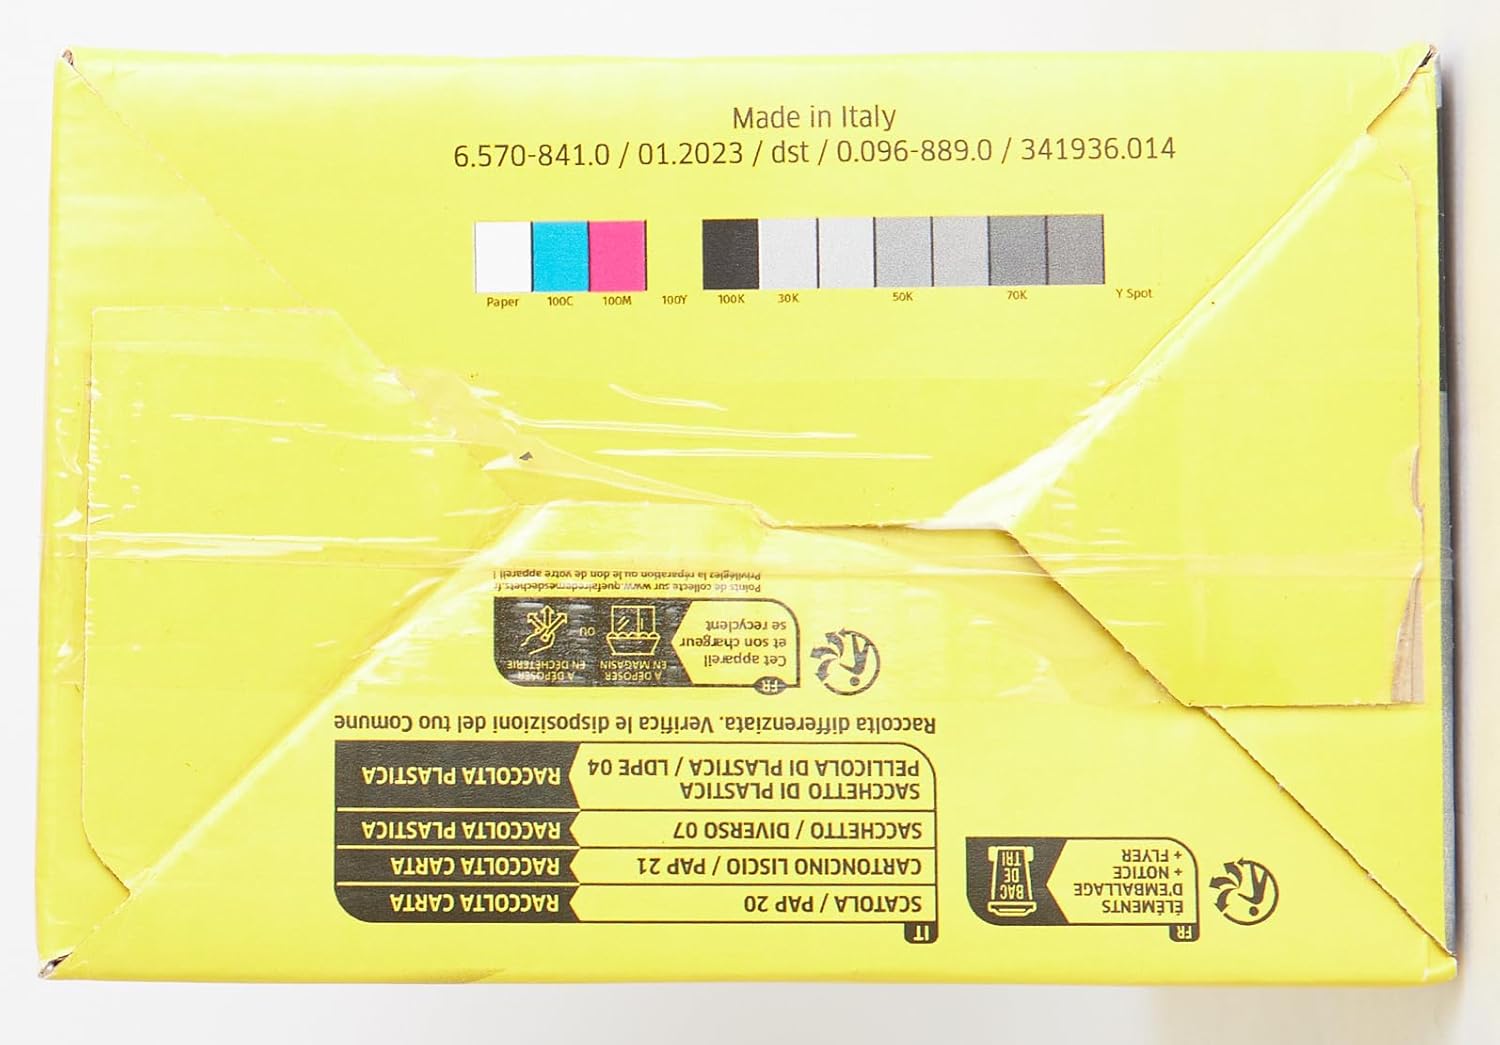 Made in Italy
6.570-841.0 / 01.2023 / dst / 0.096-889.0 / 341936.014
Paper 100C 100M 100Y 100K 30K 50K 70K Y Spot
IT
SCATOLA / PAP 20 RACCOLTA CARTA
CARTONCINO LISCIO / PAP 21 RACCOLTA CARTA
SACCHETTO / DIVERSO 07 RACCOLTA PLASTICA
SACCHETTO DI PLASTICA
PELLICOLA DI PLASTICA / LDPE 04 RACCOLTA PLASTICA
Raccolta differenziata. Verifica le disposizioni del tuo Comune
FR
ÉLÉMENTS
D'EMBALLAGE
+ NOTICE
+ FLYER
BAC
DE
TRI
FR
Cet appareil
et son chargeur
se recyclent
À DÉPOSER
EN MAGASIN
OU
À DÉPOSER
EN DÉCHÈTERIE
Points de collecte sur www.quefairedemesdechets.fr
Privilégiez la réparation ou le don de votre appareil !